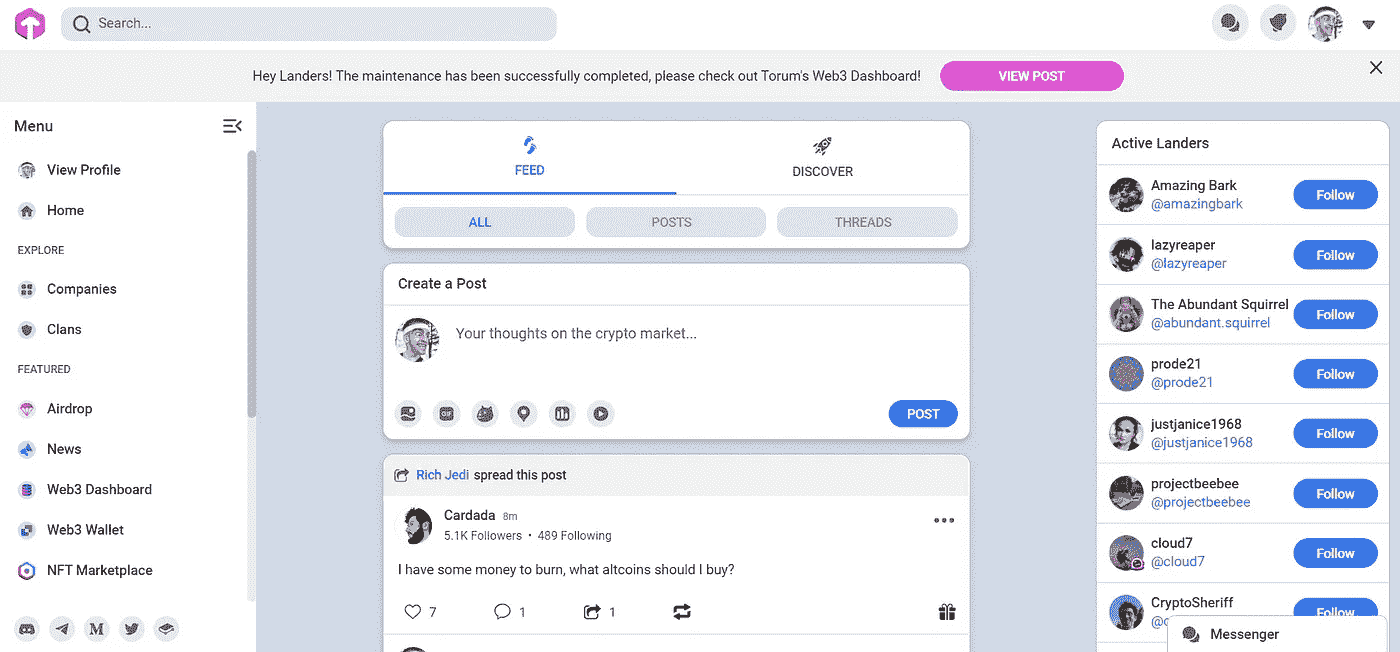 Search...
Hey Landers! The maintenance has been successfully completed, please check out Torum's Web3 Dashboard!
VIEW POST
Menu
View Profile
Home
EXPLORE
Companies
Clans
FEATURED
Airdrop
News
Web3 Dashboard
Web3 Wallet
NFT Marketplace
M
FEED
DISCOVER
ALL
POSTS
THREADS
Create a Post
Your thoughts on the crypto market...
GIF
POST
Rich Jedi spread this post
Cardada 8m
5.1K Followers • 489 Following
I have some money to burn, what altcoins should I buy?
7
1
1
Active Landers
Amazing Bark
@amazingbark
Follow
lazyreaper
@lazyreaper
Follow
The Abundant Squirrel
@abundant.squirrel
Follow
prode21
@prode21
Follow
justjanice1968
@justjanice1968
Follow
projectbeebee
@projectbeebee
Follow
cloud7
@cloud7
Follow
CryptoSheriff
Follow
Messenger